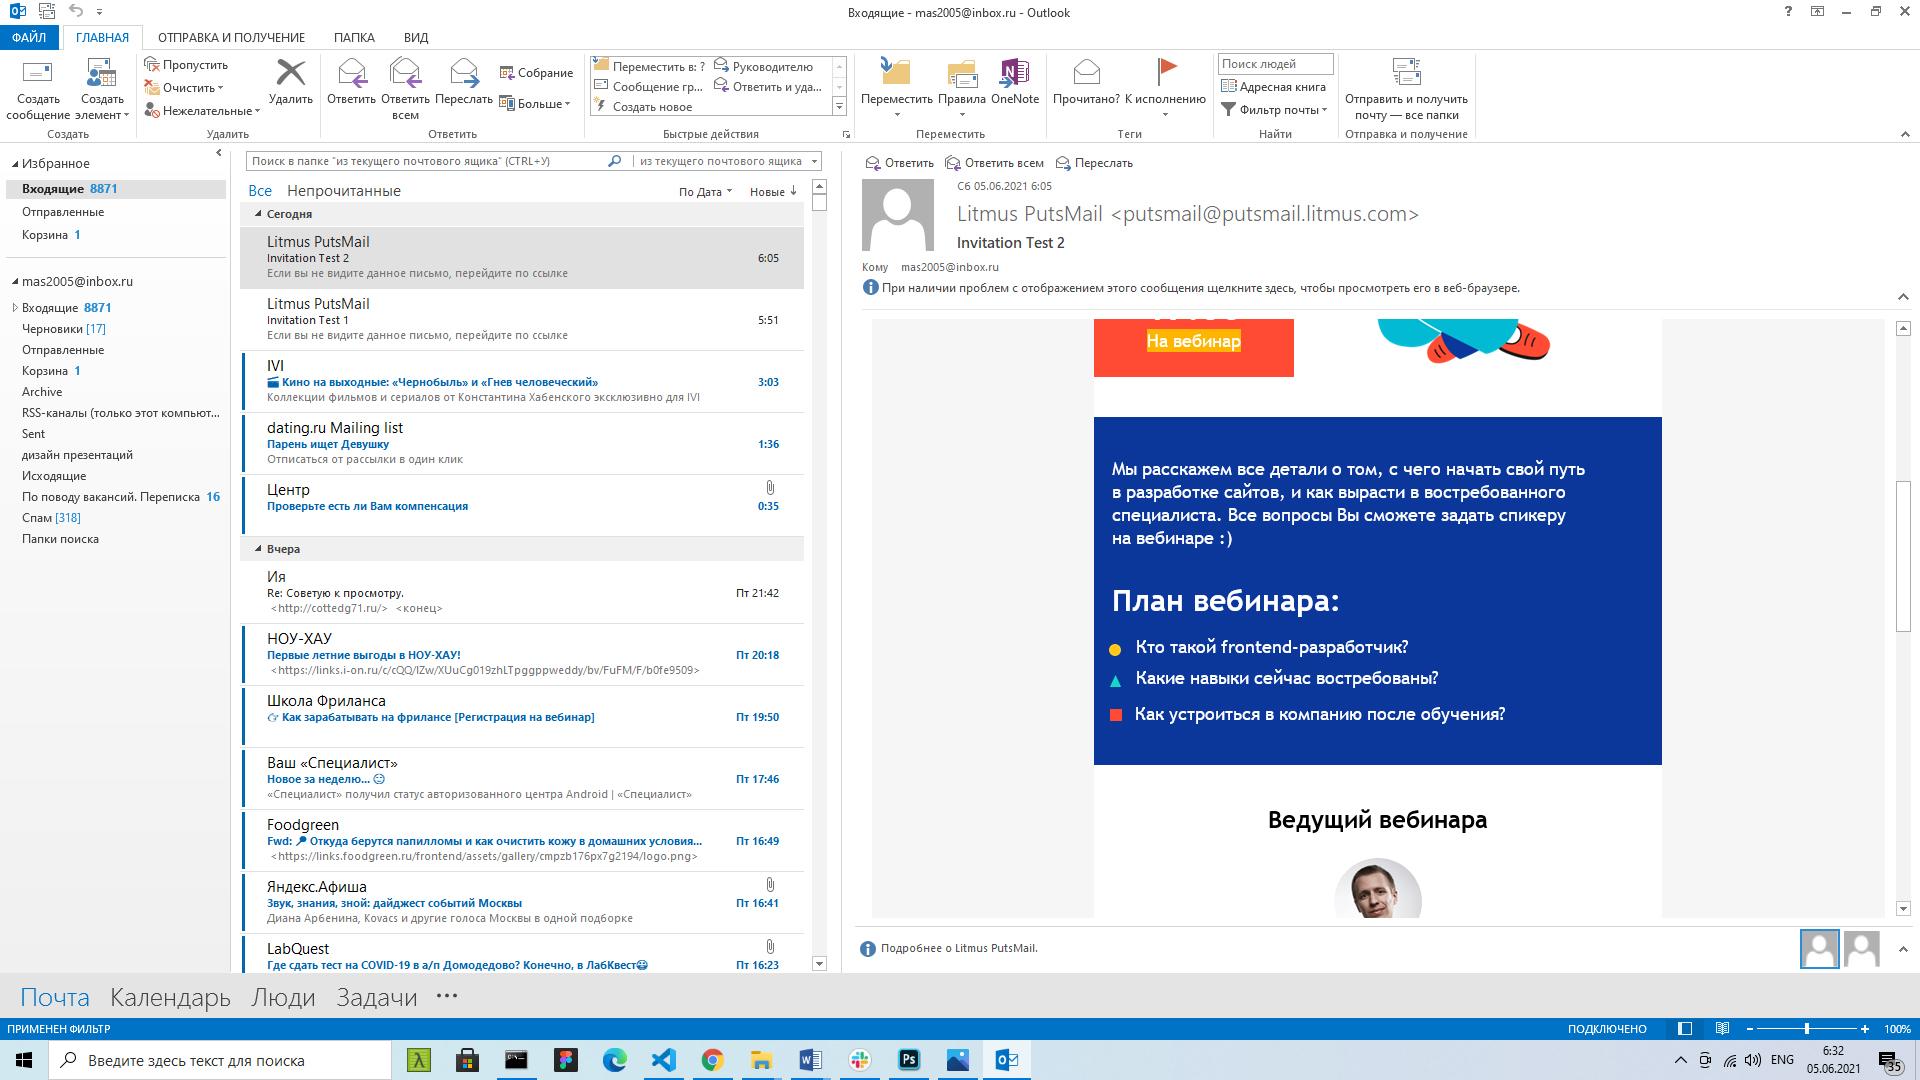 Входящие - mas2005@inbox.ru - Outlook
ФАЙЛ
ГЛАВНАЯ
ОТПРАВКА И ПОЛУЧЕНИЕ
ПАПКА
ВИД
Создать
сообщение
Создать
элемент
Создать
Пропустить
Очистить
Нежелательные
Удалить
Удалить
Ответить
Ответить
всем
Переслать
Собрание
Больше
Ответить
Переместить в: ?
Сообщение гр...
Создать новое
Руководителю
Ответить и уда...
Быстрые действия
Переместить
Правила
OneNote
Переместить
Прочитано?
К исполнению
Теги
Поиск людей
Адресная книга
Фильтр почты
Найти
Отправить и получить
почту — все папки
Отправка и получение
Избранное
Входящие 8871
Отправленные
Корзина 1
mas2005@inbox.ru
Входящие 8871
Черновики [17]
Отправленные
Корзина 1
Archive
RSS-каналы (только этот компьют...
Sent
дизайн презентаций
Исходящие
По поводу вакансий. Переписка 16
Спам [318]
Папки поиска
Поиск в папке "из текущего почтового ящика" (CTRL+У)
из текущего почтового ящика
Все Непрочитанные
По Дата
Новые
Сегодня
Litmus PutsMail
Invitation Test 2 6:05
Если вы не видите данное письмо, перейдите по ссылке
Litmus PutsMail
Invitation Test 1 5:51
Если вы не видите данное письмо, перейдите по ссылке
IVI
Кино на выходные: «Чернобыль» и «Гнев человеческий» 3:03
Коллекции фильмов и сериалов от Константина Хабенского эксклюзивно для IVI
dating.ru Mailing list
Парень ищет Девушку 1:36
Отписаться от рассылки в один клик
Центр
Проверьте есть ли Вам компенсация 0:35
Вчера
Ия
Re: Советую к просмотру. Пт 21:42
<http://cottedg71.ru/> <конец>
НОУ-ХАУ
Первые летние выгоды в НОУ-ХАУ! Пт 20:18
<https://links.i-on.ru/c/cQQ/IZw/XUuCg019zhLTpggppweddy/bv/FuFM/F/b0fe9509>
Школа Фриланса
Как зарабатывать на фрилансе [Регистрация на вебинар] Пт 19:50
Ваш «Специалист»
Новое за неделю... Пт 17:46
«Специалист» получил статус авторизованного центра Android | «Специалист»
Foodgreen
Fwd: Откуда берутся папилломы и как очистить кожу в домашних условия... Пт 16:49
<https://links.foodgreen.ru/frontend/assets/gallery/cmpzb176px7g2194/logo.png>
Яндекс.Афиша
Звук, знания, зной: дайджест событий Москвы Пт 16:41
Диана Арбенина, Kovacs и другие голоса Москвы в одной подборке
LabQuest
Где сдать тест на COVID-19 в а/п Домодедово? Конечно, в ЛабКвест Пт 16:23
Ответить
Ответить всем
Переслать
Сб 05.06.2021 6:05
Litmus PutsMail <putsmail@putsmail.litmus.com>
Invitation Test 2
Кому mas2005@inbox.ru
При наличии проблем с отображением этого сообщения щелкните здесь, чтобы просмотреть его в веб-браузере.
На вебинар
Мы расскажем все детали о том, с чего начать свой путь
в разработке сайтов, и как вырасти в востребованного
специалиста. Все вопросы Вы сможете задать спикеру
на вебинаре :)
План вебинара:
Кто такой frontend-разработчик?
Какие навыки сейчас востребованы?
Как устроиться в компанию после обучения?
Ведущий вебинара
Подробнее о Litmus PutsMail.
Почта Календарь Люди Задачи ···
ПРИМЕНЕН ФИЛЬТР
ПОДКЛЮЧЕНО
100%
Введите здесь текст для поиска
ENG
6:32
05.06.2021
35